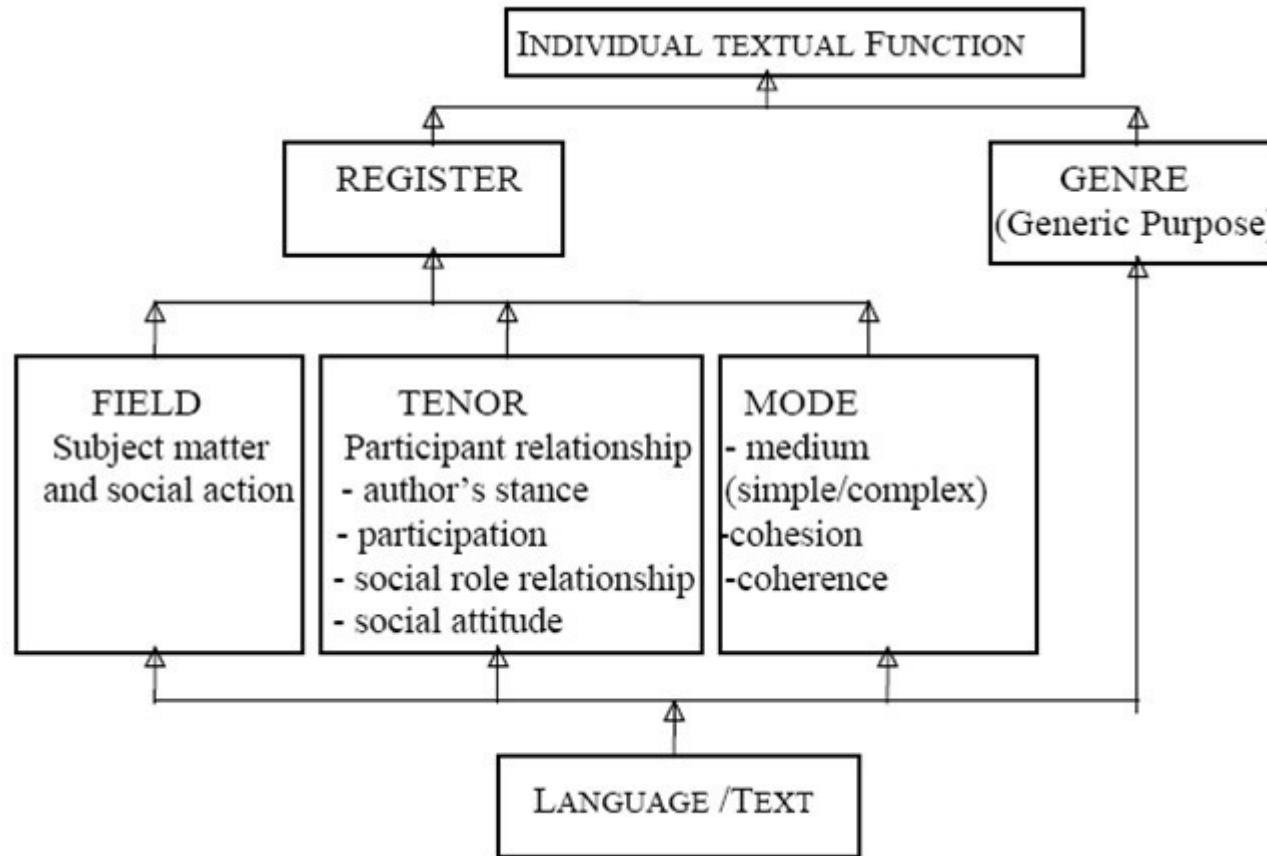 INDIVIDUAL TEXTUAL FUNCTION
REGISTER
GENRE
(Generic Purpose)
FIELD
Subject matter
and social action
TENOR
Participant relationship
- author's stance
- participation
- social role relationship
- social attitude
MODE
- medium
(simple/complex)
-cohesion
-coherence
LANGUAGE /TEXT